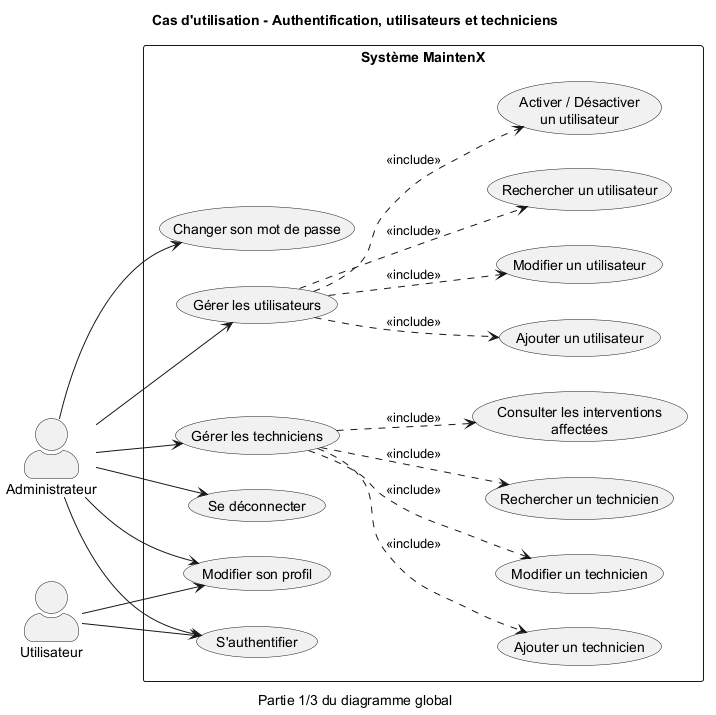 Cas d'utilisation - Authentification, utilisateurs et techniciens
Système MaintenX
Activer / Désactiver
un utilisateur
«include»
Rechercher un utilisateur
Changer son mot de passe
«include»
Modifier un utilisateur
«include»
Gérer les utilisateurs
«include»
Ajouter un utilisateur
Consulter les interventions
affectées
«include»
Gérer les techniciens
«include»
Rechercher un technicien
«include»
Administrateur
Se déconnecter
«include»
Modifier son profil
Modifier un technicien
Utilisateur
S'authentifier
Ajouter un technicien
Partie 1/3 du diagramme global